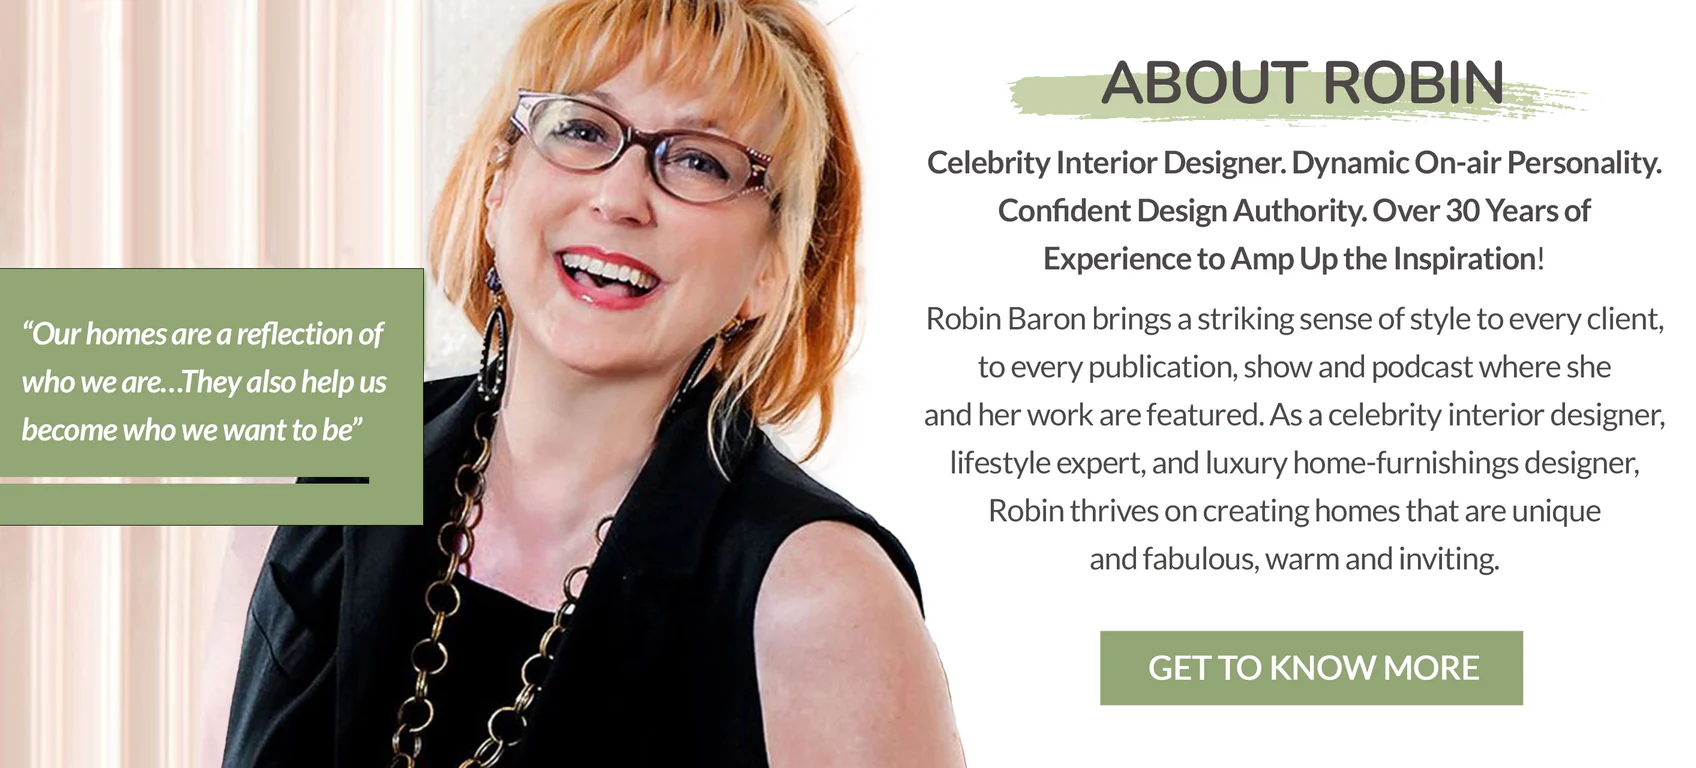 ABOUT ROBIN
Celebrity Interior Designer. Dynamic On-air Personality.
Confident Design Authority. Over 30 Years of
Experience to Amp Up the Inspiration!
Robin Baron brings a striking sense of style to every client,
to every publication, show and podcast where she
and her work are featured. As a celebrity interior designer,
lifestyle expert, and luxury home-furnishings designer,
Robin thrives on creating homes that are unique
and fabulous, warm and inviting.
GET TO KNOW MORE
“Our homes are a reflection of
who we are...They also help us
become who we want to be”